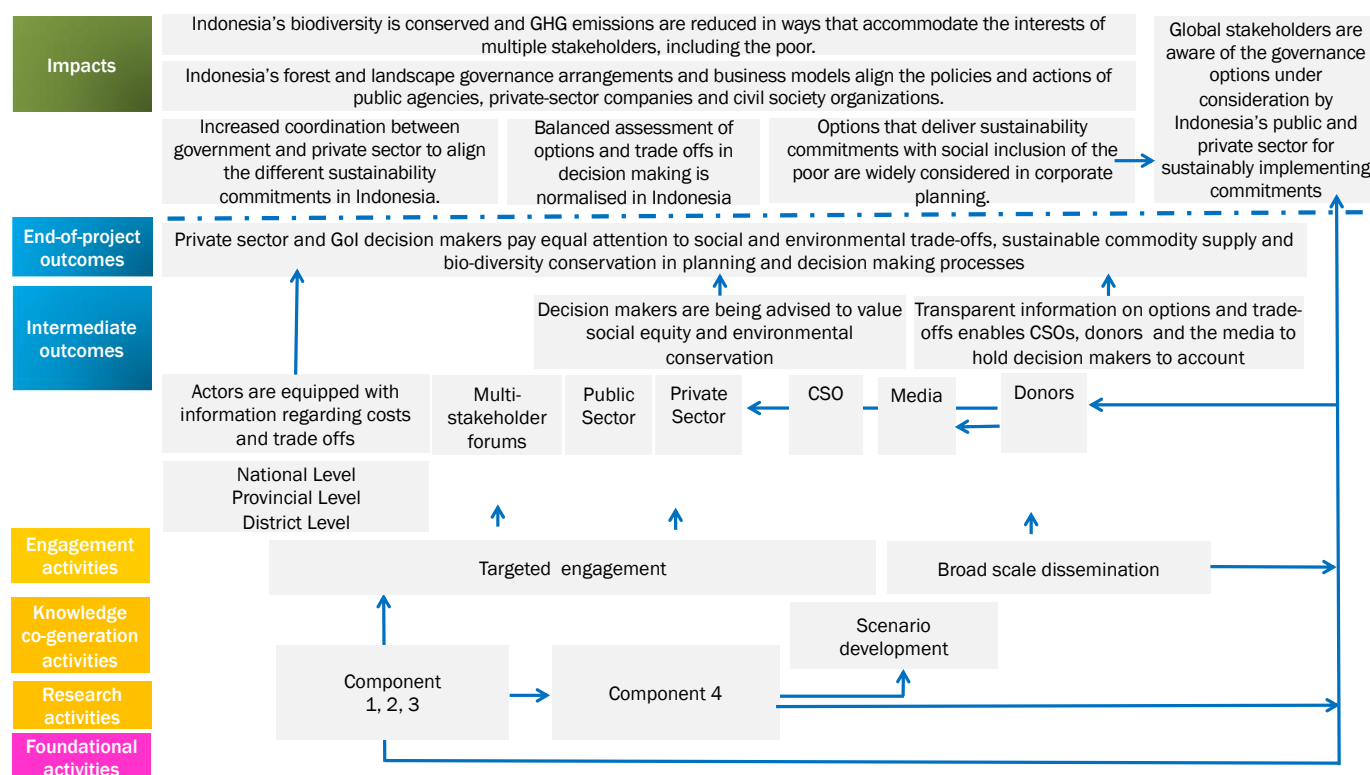 Impacts
Indonesia's biodiversity is conserved and GHG emissions are reduced in ways that accommodate the interests of
multiple stakeholders, including the poor.
Indonesia's forest and landscape governance arrangements and business models align the policies and actions of
public agencies, private-sector companies and civil society organizations.
Increased coordination between
government and private sector to align
the different sustainability
commitments in Indonesia.
Balanced assessment of
options and trade offs in
decision making is
normalised in Indonesia
Options that deliver sustainability
commitments with social inclusion of the
poor are widely considered in corporate
planning.
Global stakeholders are
aware of the governance
options under
consideration by
Indonesia's public and
private sector for
sustainably implementing
commitments
End-of-project
outcomes
Private sector and GoI decision makers pay equal attention to social and environmental trade-offs, sustainable commodity supply and
bio-diversity conservation in planning and decision making processes
Intermediate
outcomes
Decision makers are being advised to value
social equity and environmental
conservation
Transparent information on options and trade-
offs enables CSOs, donors and the media to
hold decision makers to account
Actors are equipped with
information regarding costs
and trade offs
Multi-
stakeholder
forums
Public
Sector
Private
Sector
CSO
Media
Donors
National Level
Provincial Level
District Level
Engagement
activities
Targeted engagement
Broad scale dissemination
Knowledge
co-generation
activities
Scenario
development
Research
activities
Component
1, 2, 3
Component 4
Foundational
activities